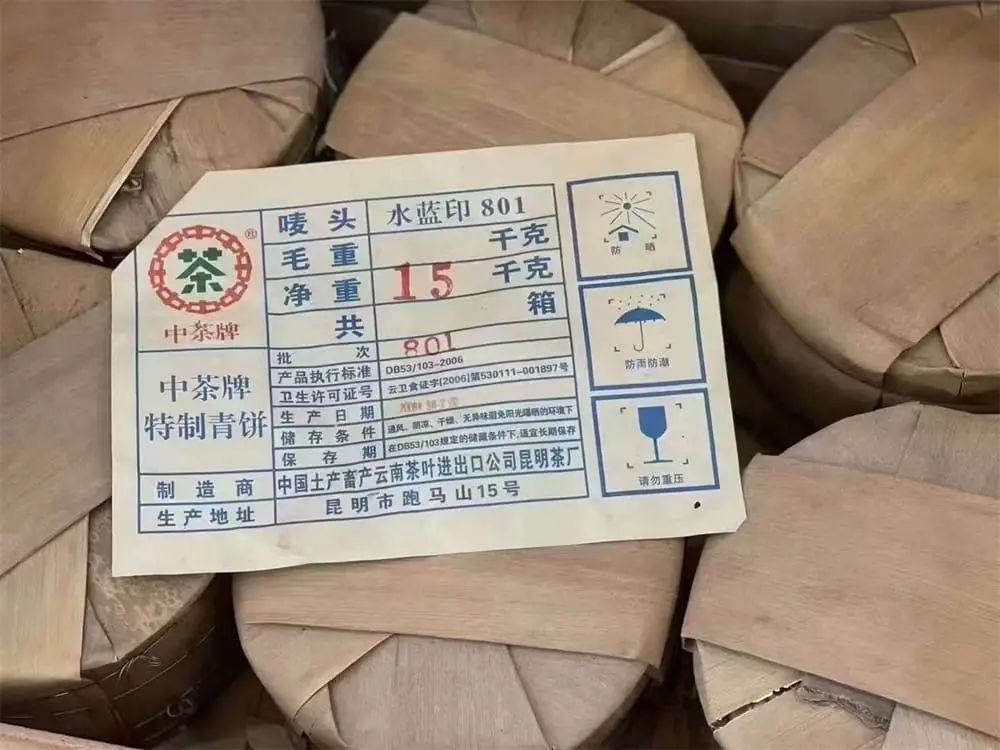 茶
®
中茶牌
中茶牌
特制青饼
唛头 水蓝印 801
毛重 千克
净重 15 千克
共 箱
批次 801
产品执行标准 DB53/103-2006
卫生许可证号 云卫食证字[2006]第530111-001897号
生产日期
储存条件 通风、阴凉、干燥、无异味避免阳光曝晒的环境下
保存期 在DB53/103规定的储藏条件下,适宜长期保存
制造商 中国土产畜产云南茶叶进出口公司昆明茶厂
生产地址 昆明市跑马山15号
防晒
防雨防潮
请勿重压